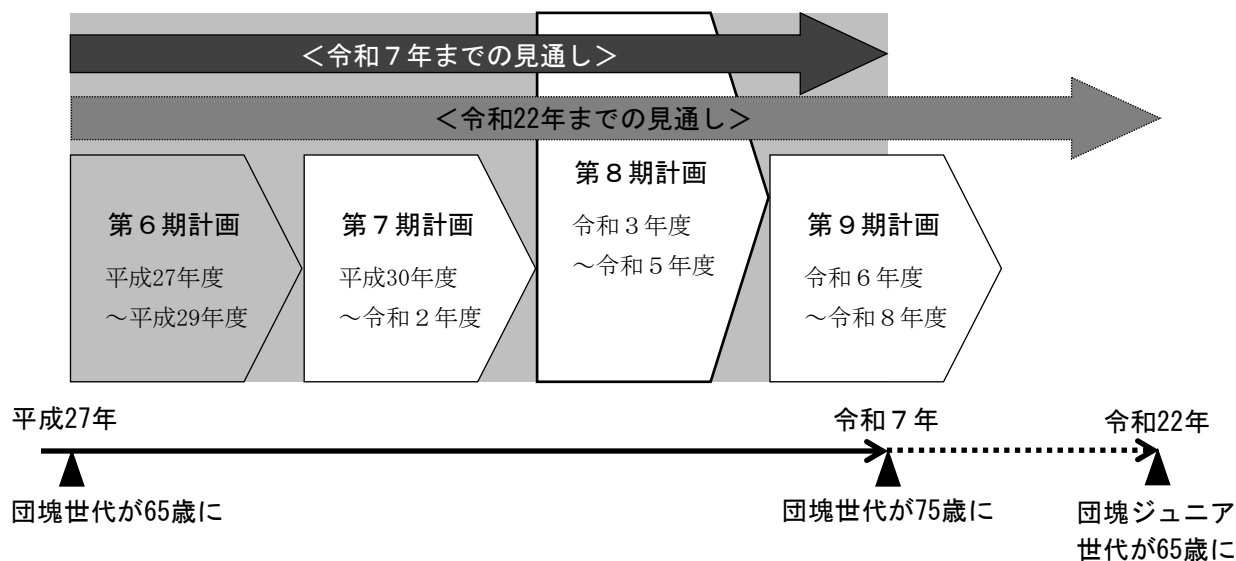 ＜令和７年までの見通し＞
＜令和22年までの見通し＞
第６期計画
平成27年度
～平成29年度
第７期計画
平成30年度
～令和２年度
第８期計画
令和３年度
～令和５年度
第９期計画
令和６年度
～令和８年度
平成27年
令和７年
令和22年
団塊世代が65歳に
団塊世代が75歳に
団塊ジュニア
世代が65歳に